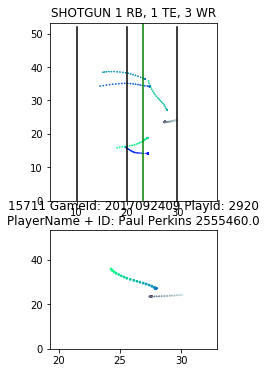 SHOTGUN 1 RB, 1 TE, 3 WR
50
40
30
20
10
0
10 20 30
15711 GameId: 2017092409 PlayId: 2920
PlayerName + ID: Paul Perkins 2555460.0
40
20
0
20 25 30